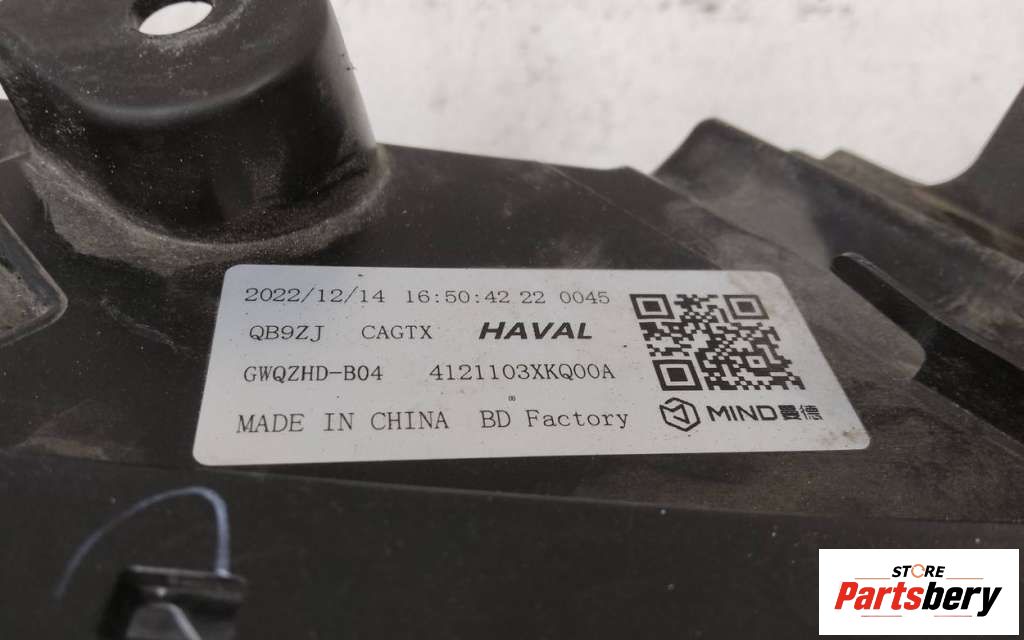 2022/12/14 16:50:42 22 0045
QB9ZJ CAGTX HAVAL
GWQZHD-B04 4121103XKQ00A
MADE IN CHINA BD Factory
MIND曼德
STORE
Partsbery